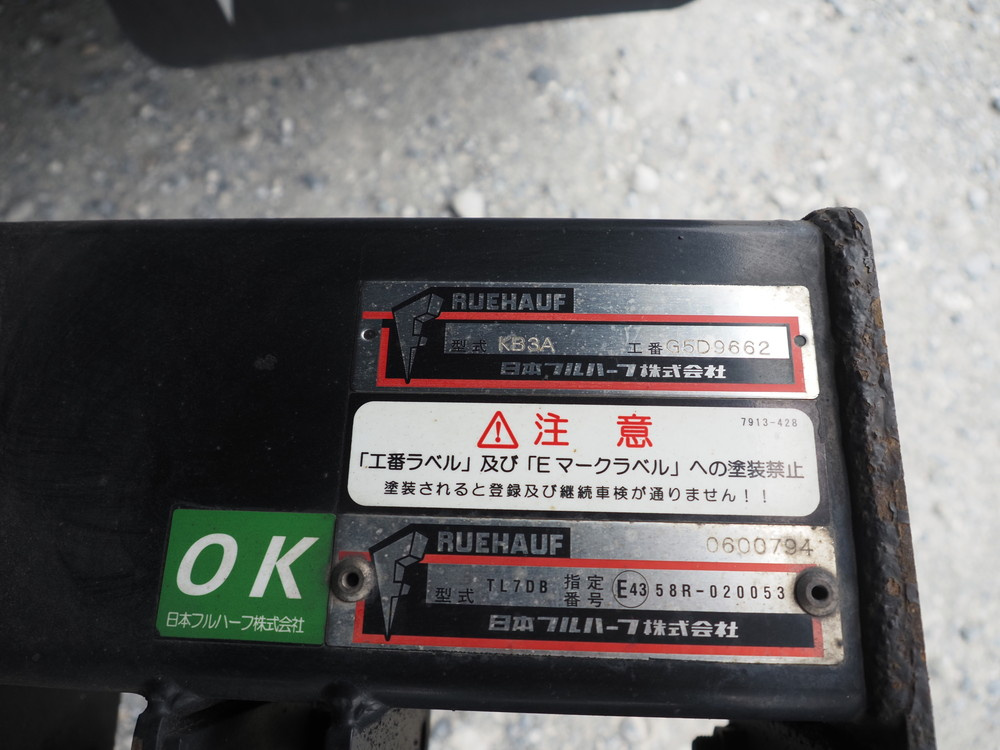 RUEHAUF
型式 KB3A 工番 G5D9662
日本フルハーフ株式会社
注意 7913-428
「工番ラベル」及び「Eマークラベル」への塗装禁止
塗装されると登録及び継続車検が通りません!!
RUEHAUF 0600794
型式 TL7DB 指定番号 E43 58R-020053
日本フルハーフ株式会社
OK
日本フルハーフ株式会社